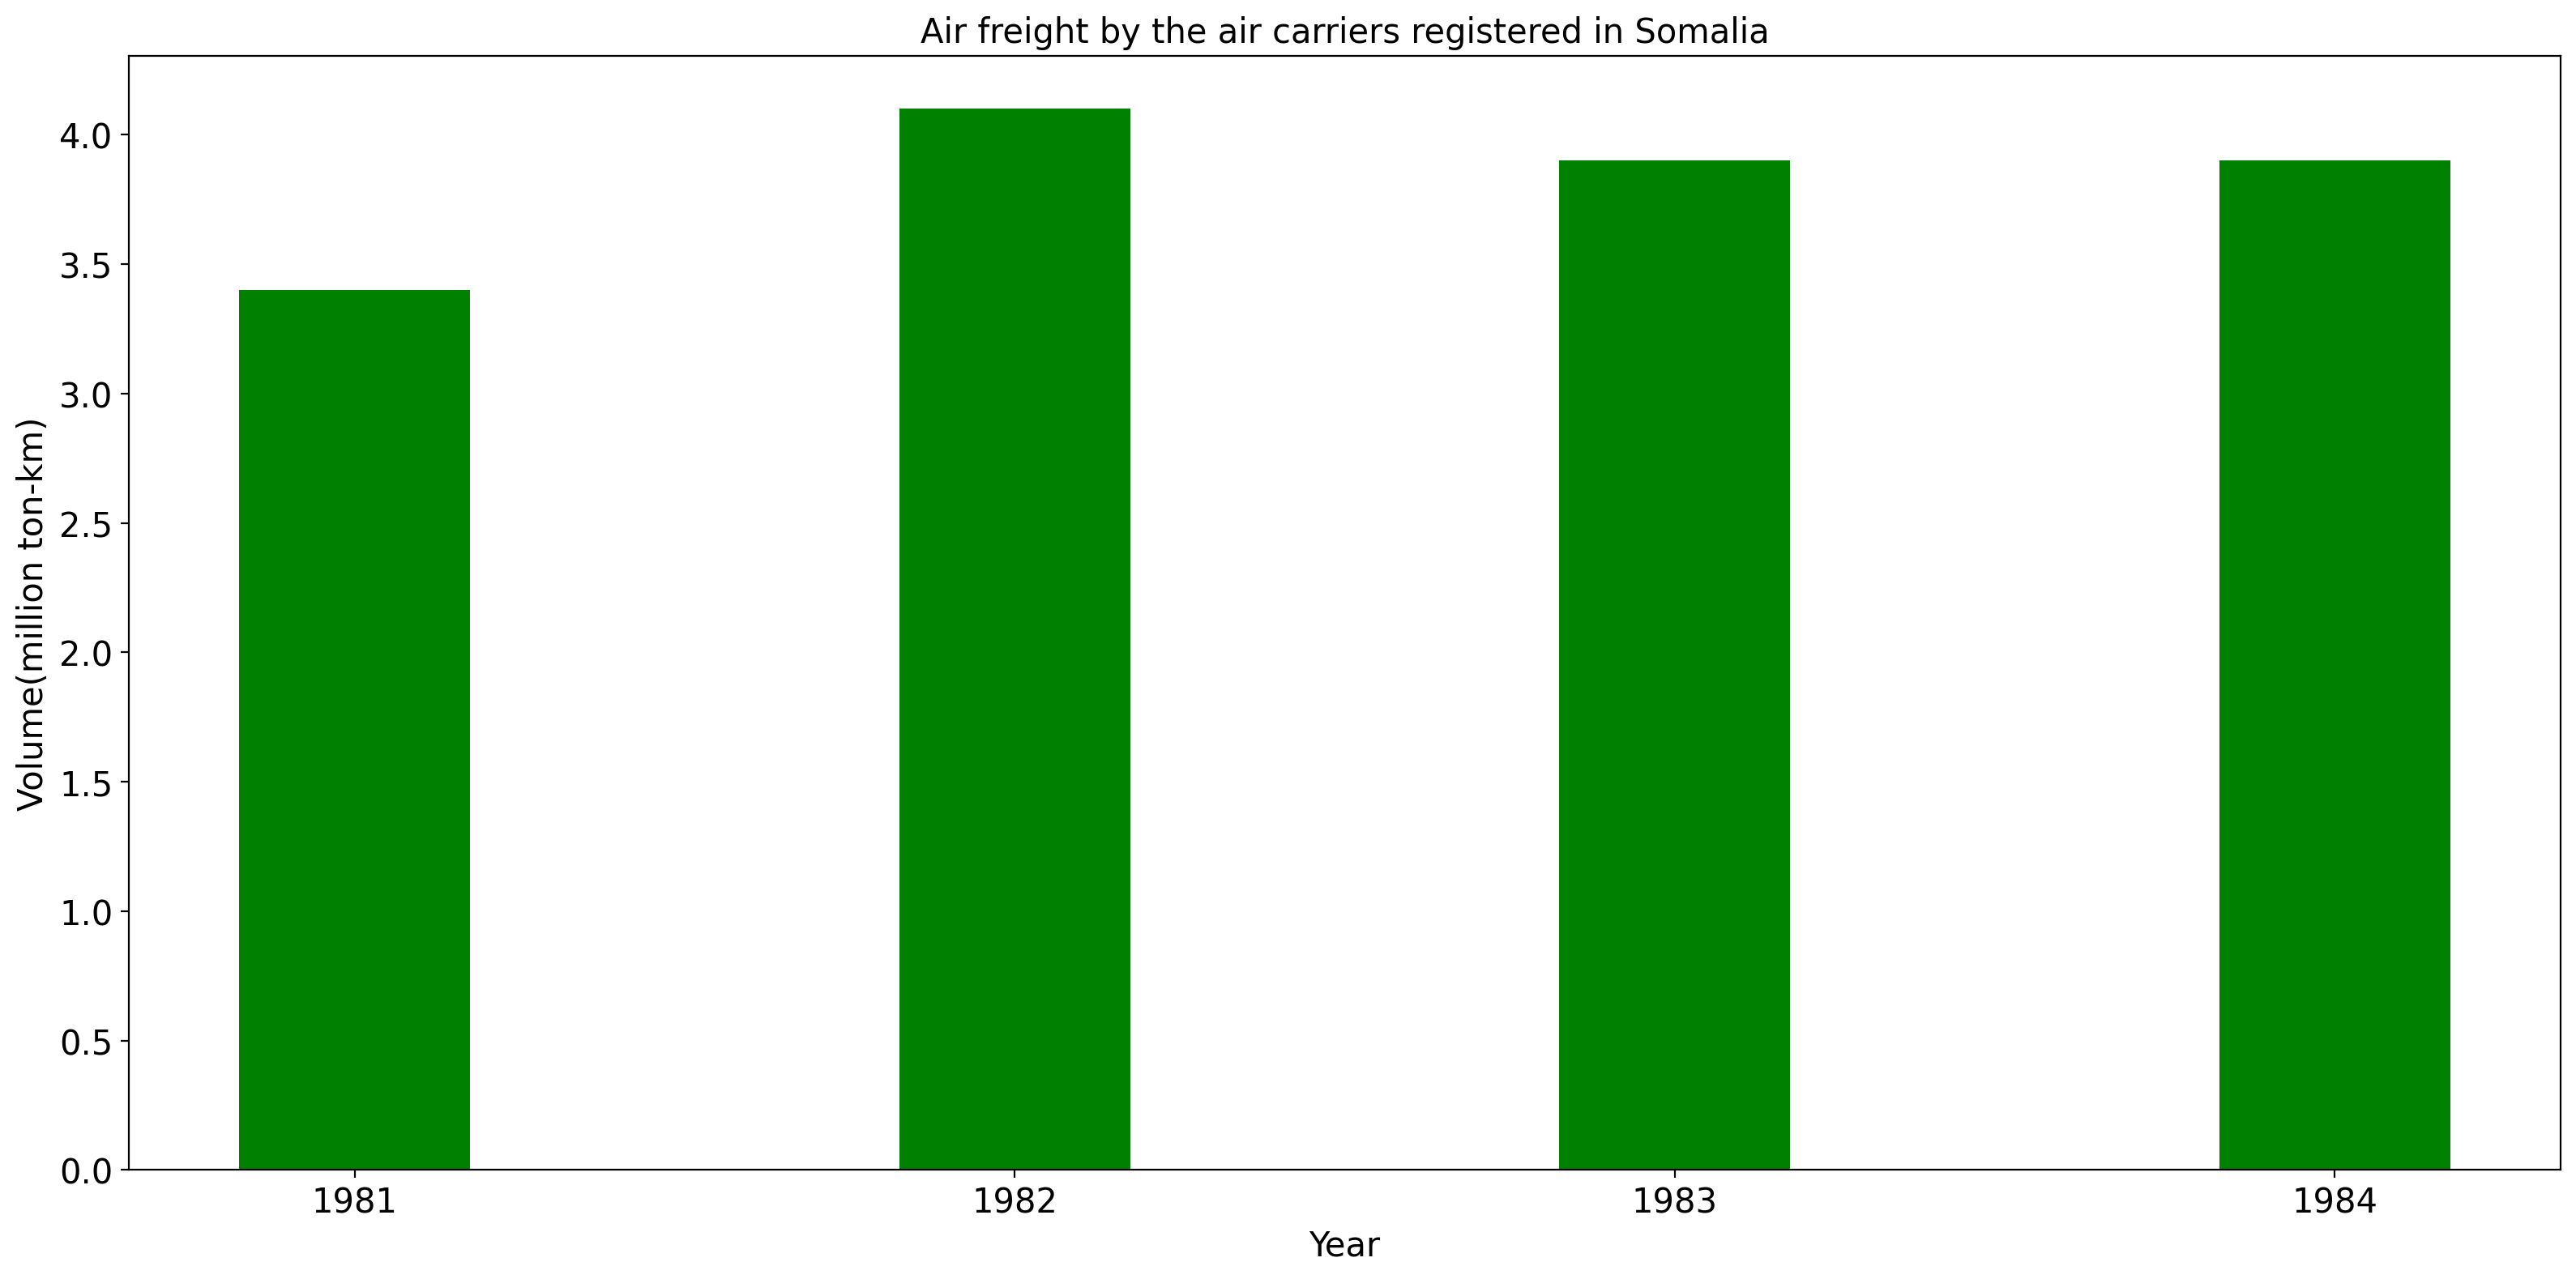 Air freight by the air carriers registered in Somalia
Volume(million ton-km)
4.0
3.5
3.0
2.5
2.0
1.5
1.0
0.5
0.0
1981 1982 1983 1984
Year